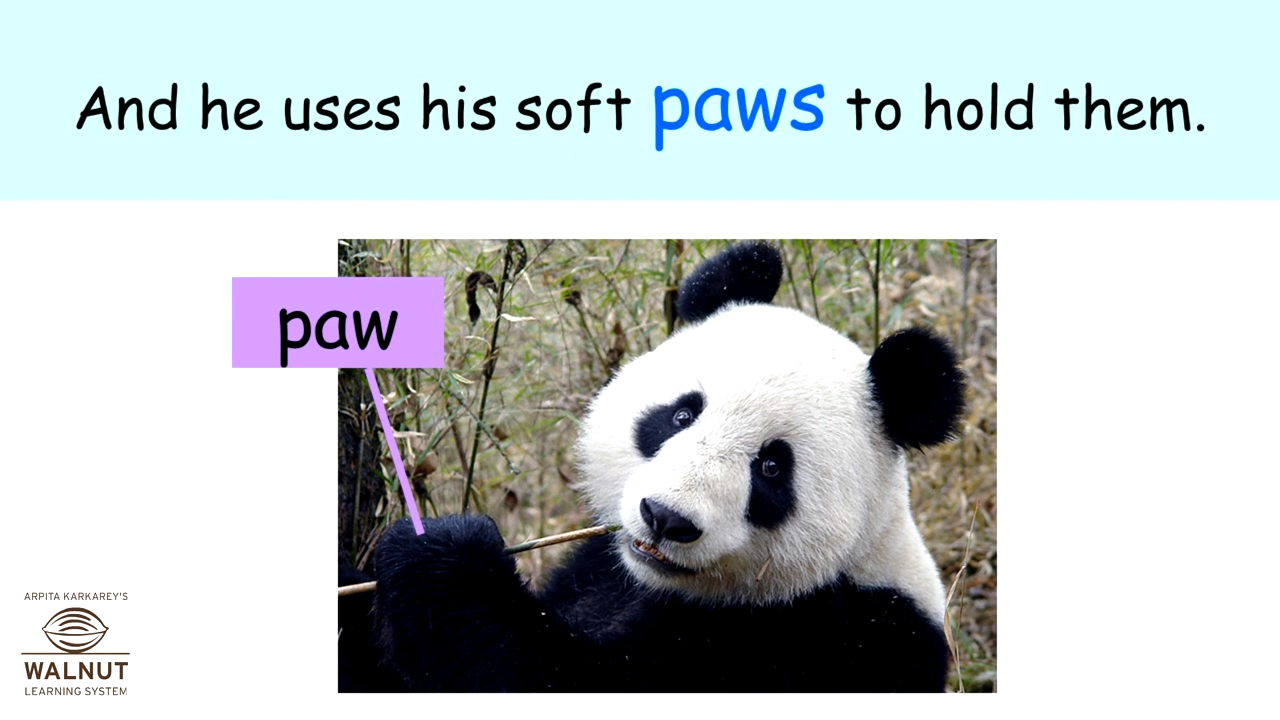 And he uses his soft paws to hold them.
paw
ARPITA KARKAREY'S
WALNUT
LEARNING SYSTEM